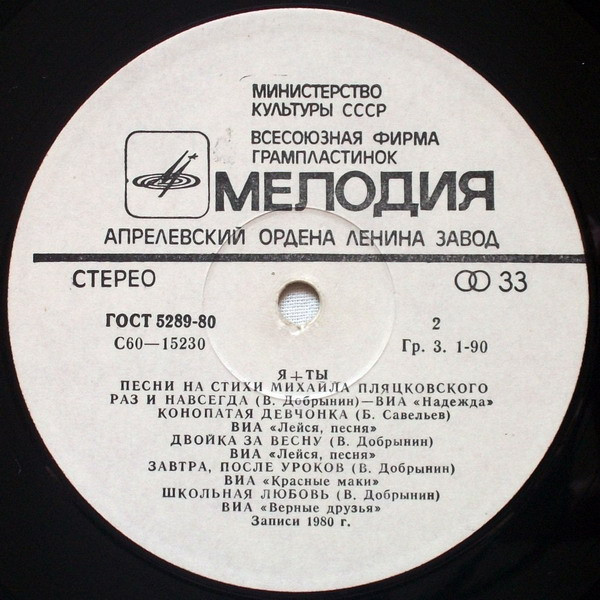 МИНИСТЕРСТВО
КУЛЬТУРЫ СССР
ВСЕСОЮЗНАЯ ФИРМА
ГРАМПЛАСТИНОК
МЕЛОДИЯ
АПРЕЛЕВСКИЙ ОРДЕНА ЛЕНИНА ЗАВОД
СТЕРЕО 33
ГОСТ 5289-80 2
С60—15230 Гр. 3. 1-90
Я+ТЫ
ПЕСНИ НА СТИХИ МИХАЙЛА ПЛЯЦКОВСКОГО
РАЗ И НАВСЕГДА (В. Добрынин)—ВИА «Надежда»
КОНОПАТАЯ ДЕВЧОНКА (Б. Савельев)
ВИА «Лейся, песня»
ДВОЙКА ЗА ВЕСНУ (В. Добрынин)
ВИА «Лейся, песня»
ЗАВТРА, ПОСЛЕ УРОКОВ (В. Добрынин)
ВИА «Красные маки»
ШКОЛЬНАЯ ЛЮБОВЬ (В. Добрынин)
ВИА «Верные друзья»
Записи 1980 г.